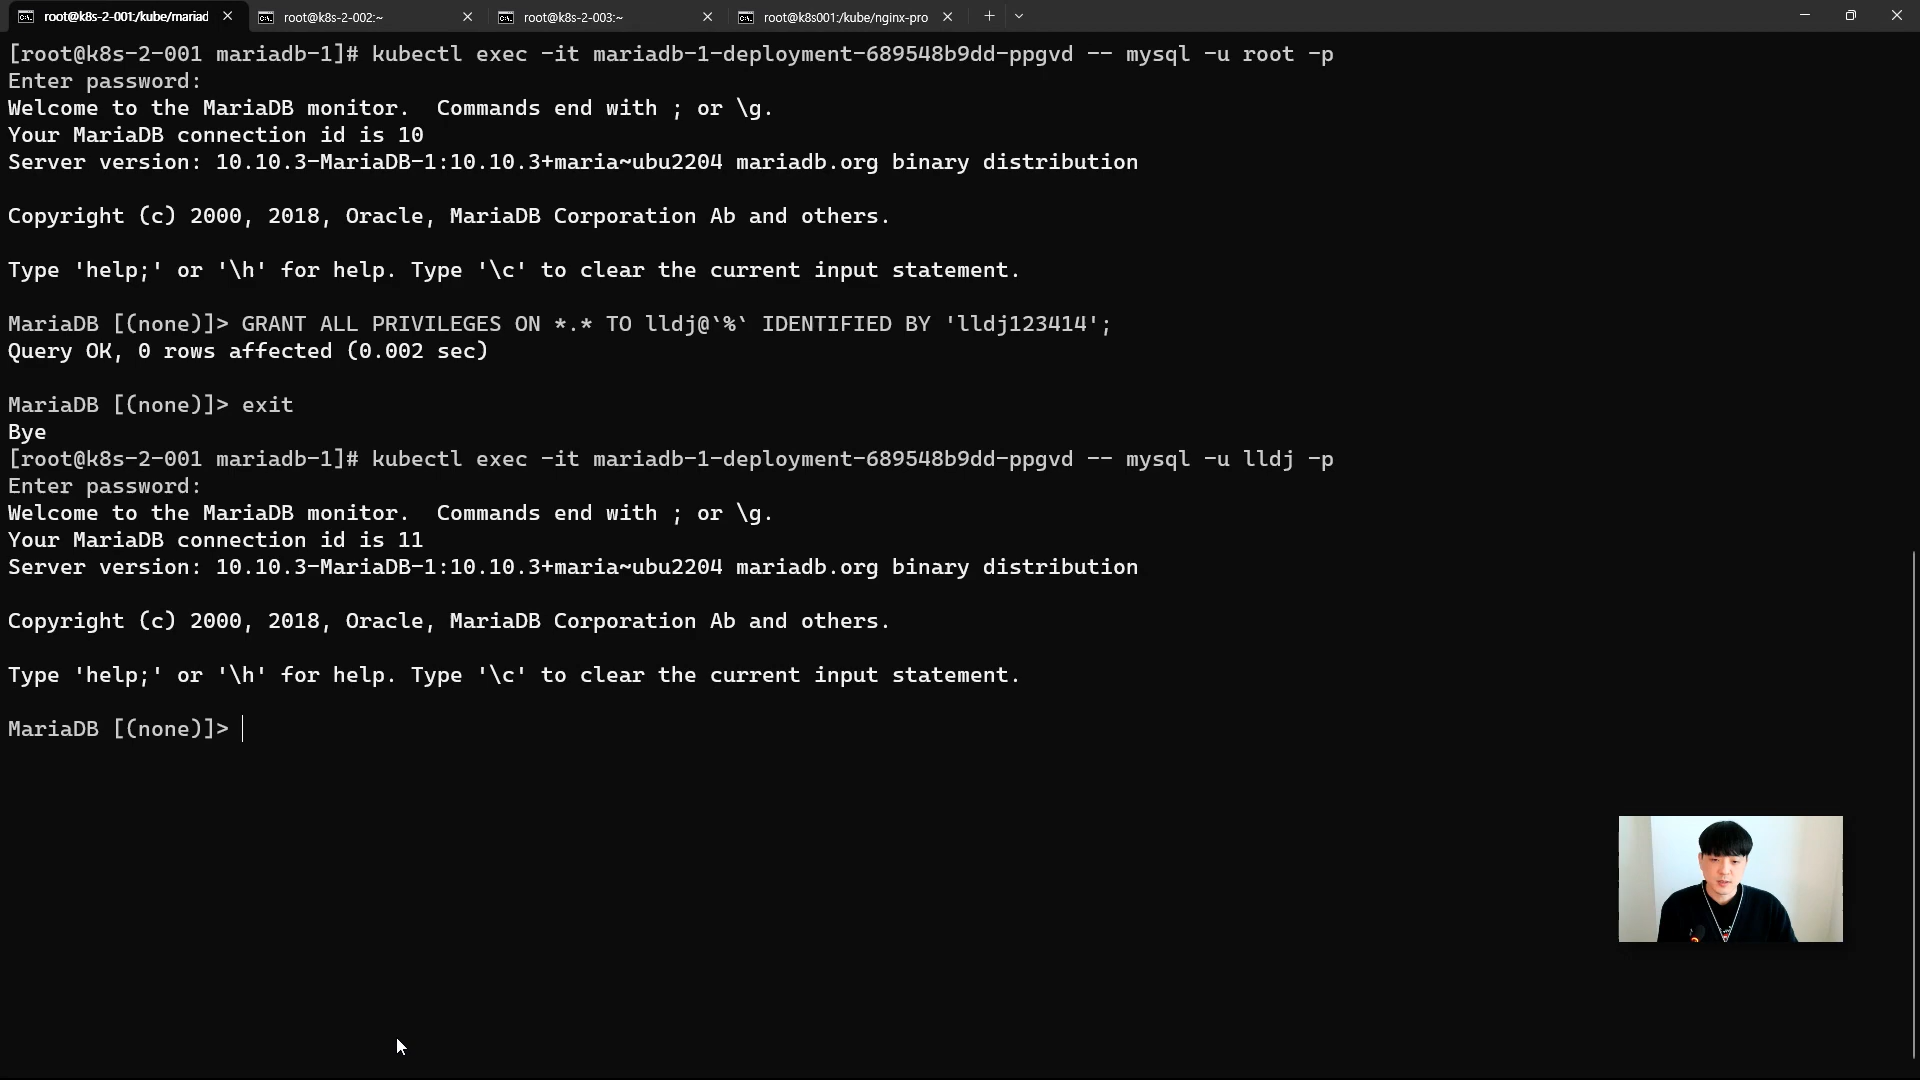 root@k8s-2-001:/kube/mariad
root@k8s-2-002:~
root@k8s-2-003:~
root@k8s001:/kube/nginx-pro
[root@k8s-2-001 mariadb-1]# kubectl exec -it mariadb-1-deployment-689548b9dd-ppgvd -- mysql -u root -p
Enter password:
Welcome to the MariaDB monitor.  Commands end with ; or \g.
Your MariaDB connection id is 10
Server version: 10.10.3-MariaDB-1:10.10.3+maria~ubu2204 mariadb.org binary distribution
Copyright (c) 2000, 2018, Oracle, MariaDB Corporation Ab and others.
Type 'help;' or '\h' for help. Type '\c' to clear the current input statement.
MariaDB [(none)]> GRANT ALL PRIVILEGES ON *.* TO lldj@`%` IDENTIFIED BY 'lldj123414';
Query OK, 0 rows affected (0.002 sec)
MariaDB [(none)]> exit
Bye
[root@k8s-2-001 mariadb-1]# kubectl exec -it mariadb-1-deployment-689548b9dd-ppgvd -- mysql -u lldj -p
Enter password:
Welcome to the MariaDB monitor.  Commands end with ; or \g.
Your MariaDB connection id is 11
Server version: 10.10.3-MariaDB-1:10.10.3+maria~ubu2204 mariadb.org binary distribution
Copyright (c) 2000, 2018, Oracle, MariaDB Corporation Ab and others.
Type 'help;' or '\h' for help. Type '\c' to clear the current input statement.
MariaDB [(none)]>